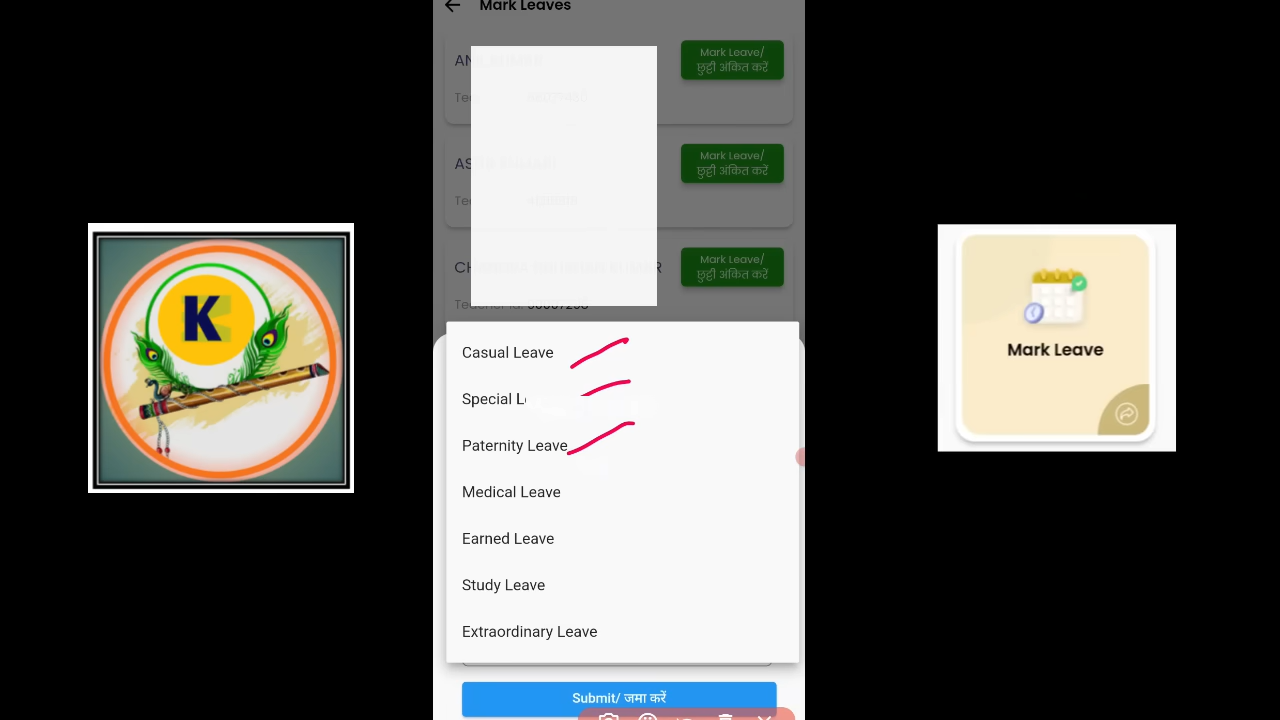 Mark Leaves
Mark Leave/
छुट्टी अंकित करें
Mark Leave/
छुट्टी अंकित करें
Mark Leave/
छुट्टी अंकित करें
K
Casual Leave
Special
Paternity Leave
Medical Leave
Earned Leave
Study Leave
Extraordinary Leave
Submit/ जमा करें
Mark Leave